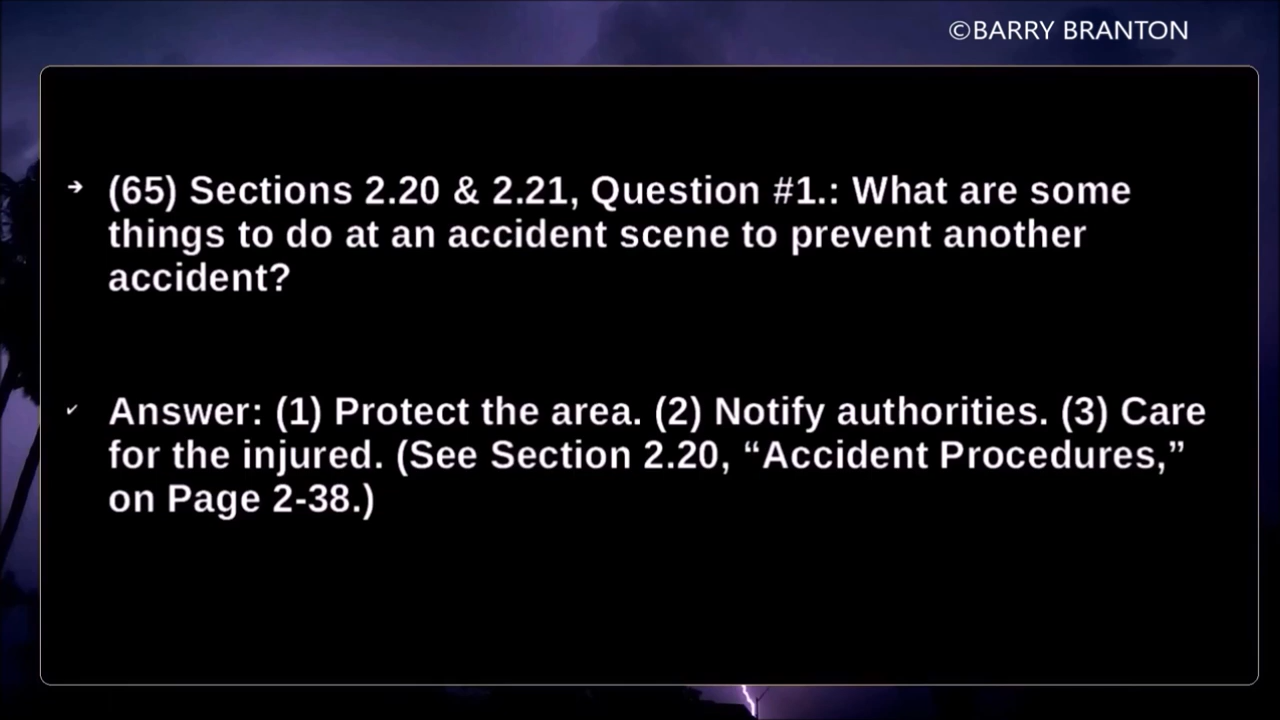 ©BARRY BRANTON
➔ (65) Sections 2.20 & 2.21, Question #1.: What are some
things to do at an accident scene to prevent another
accident?
✓ Answer: (1) Protect the area. (2) Notify authorities. (3) Care
for the injured. (See Section 2.20, “Accident Procedures,”
on Page 2-38.)